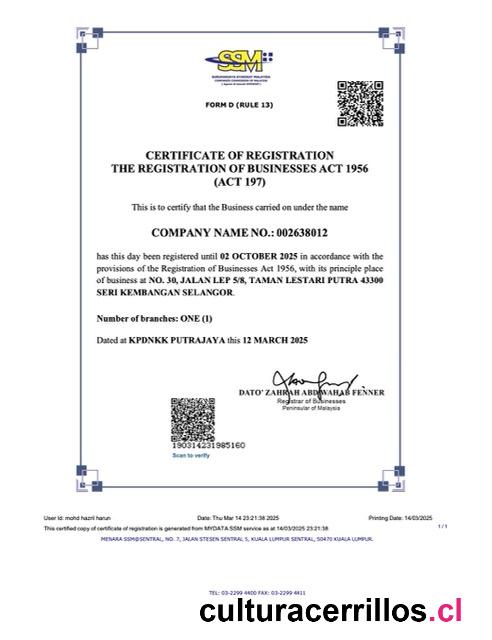 SSM
SURUHANJAYA SYARIKAT MALAYSIA
COMPANIES COMMISSION OF MALAYSIA
FORM D (RULE 13)
CERTIFICATE OF REGISTRATION
THE REGISTRATION OF BUSINESSES ACT 1956
(ACT 197)
This is to certify that the Business carried on under the name
COMPANY NAME NO.: 002638012
has this day been registered until 02 OCTOBER 2025 in accordance with the
provisions of the Registration of Businesses Act 1956, with its principle place
of business at NO. 30, JALAN LEP 5/8, TAMAN LESTARI PUTRA 43300
SERI KEMBANGAN SELANGOR.
Number of branches: ONE (1)
Dated at KPDNKK PUTRAJAYA this 12 MARCH 2025
DATO' ZAHRAH ABD WAHAB FENNER
Registrar of Businesses
Peninsular of Malaysia
190314231985160
Scan to verify
User Id: mohd hazril harun Date: Thu Mar 14 23:21:38 2025 Printing Date: 14/03/2025
This certified copy of certificate of registration is generated from MYDATA SSM service as at 14/03/2025 23:21:38
1 / 1
MENARA SSM@SENTRAL, NO. 7, JALAN STESEN SENTRAL 5, KUALA LUMPUR SENTRAL, 50470 KUALA LUMPUR.
TEL: 03-2299 4400 FAX: 03-2299 4411
culturacerrillos.cl